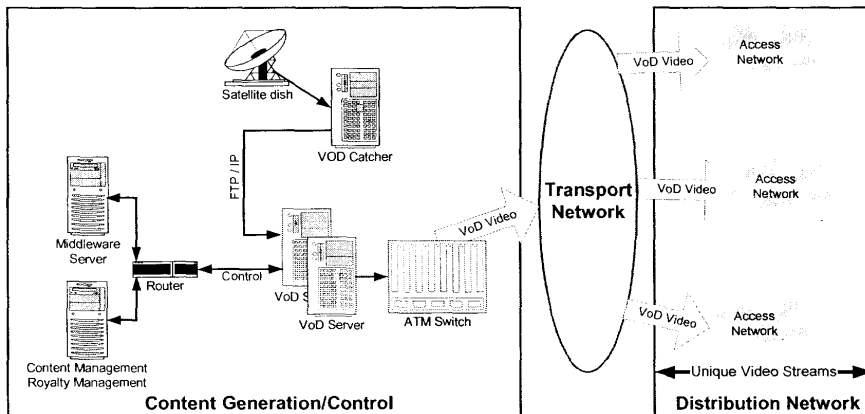 Satellite dish
VOD Catcher
FTP / IP
Middleware
Server
Router
Control
VoD S
VoD Server
ATM Switch
Content Management
Royalty Management
Content Generation/Control
VoD Video
Transport
Network
VoD Video
Access
Network
VoD Video
Access
Network
VoD Video
Access
Network
Unique Video Streams
Distribution Network